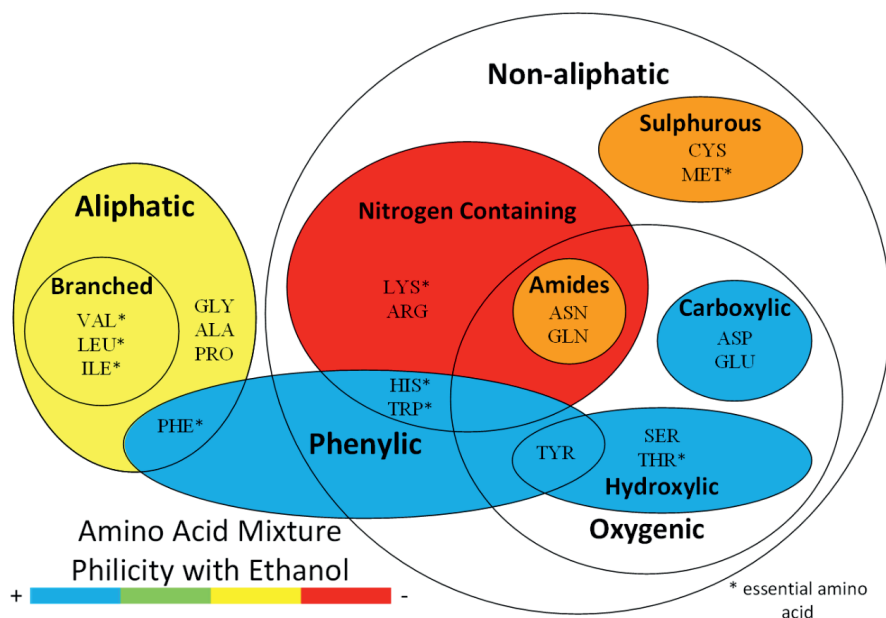 Non-aliphatic
Sulphurous
CYS
MET*
Aliphatic
Nitrogen Containing
Branched
VAL*
LEU*
ILE*
GLY
ALA
PRO
LYS*
ARG
Amides
ASN
GLN
Carboxylic
ASP
GLU
HIS*
TRP*
PHE*
Phenylic
TYR
SER
THR*
Hydroxylic
Oxygenic
Amino Acid Mixture
Philicity with Ethanol
+ -
* essential amino
acid